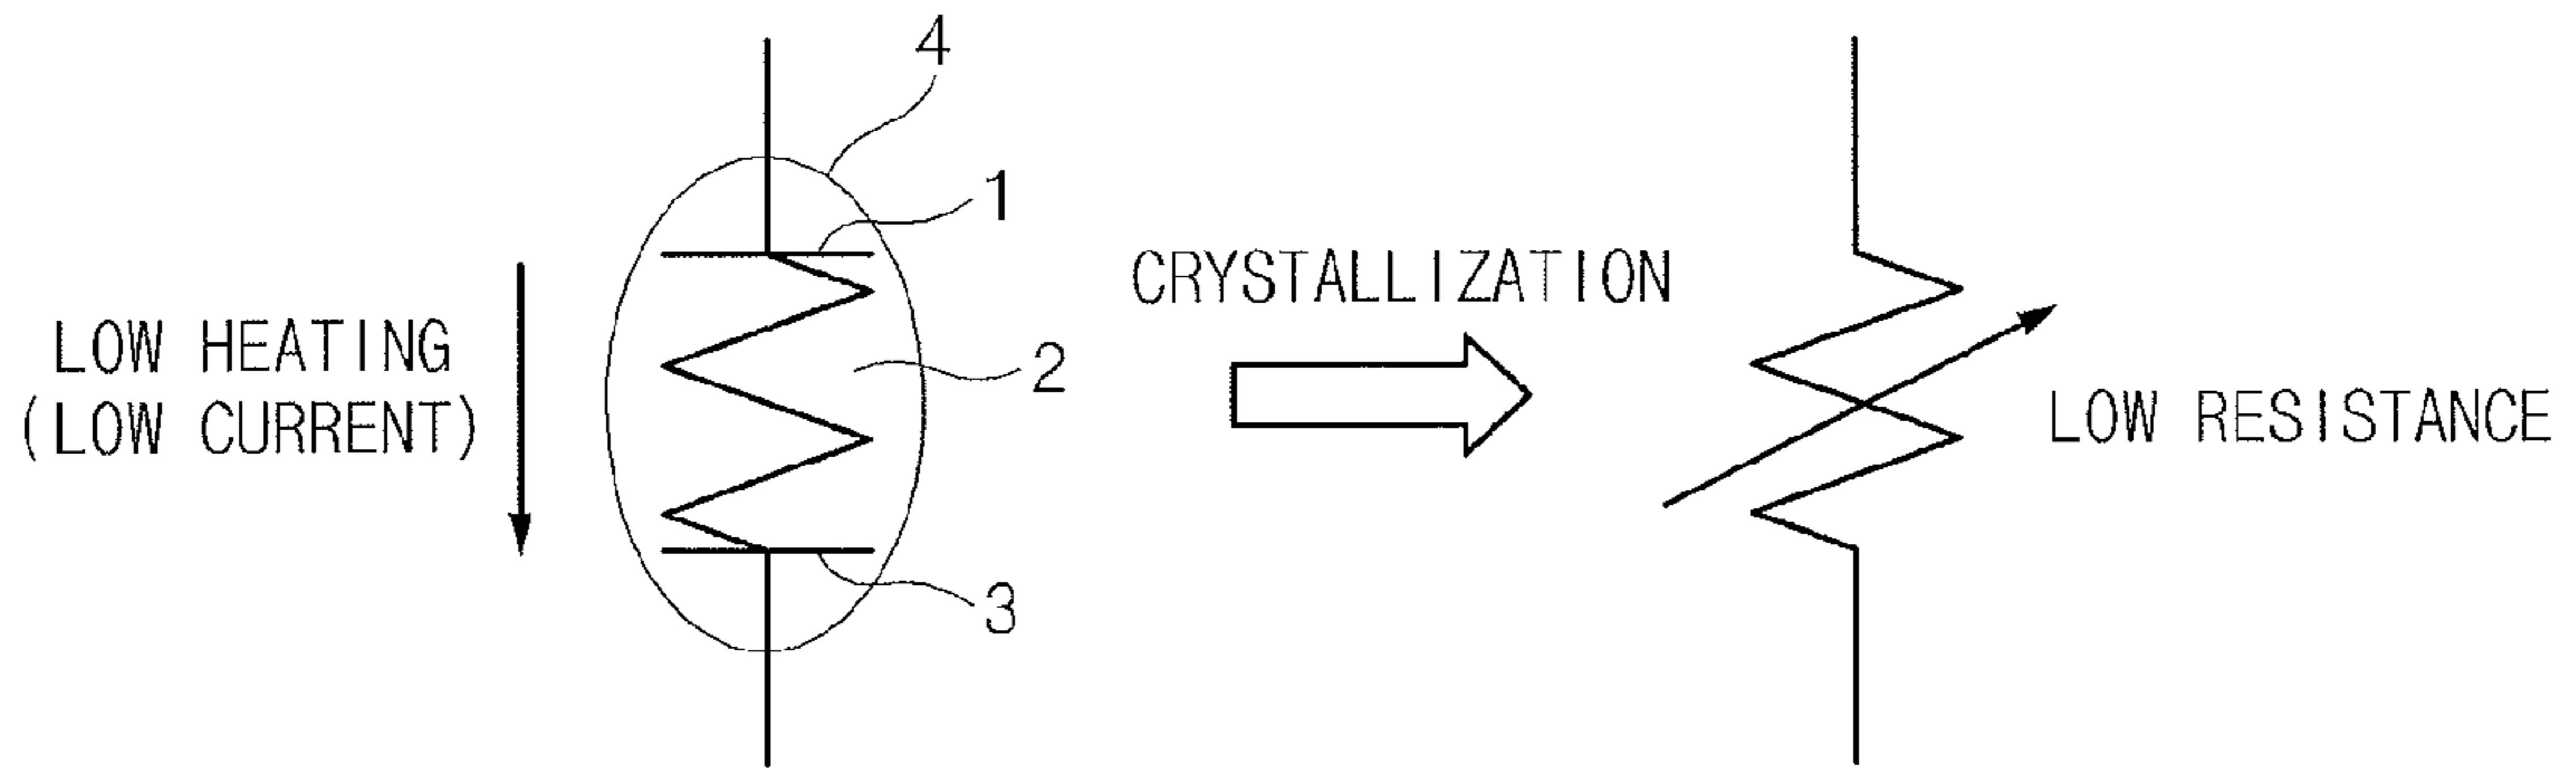 4
1
CRYSTALLIZATION
LOW HEATING
(LOW CURRENT)
2
LOW RESISTANCE
3